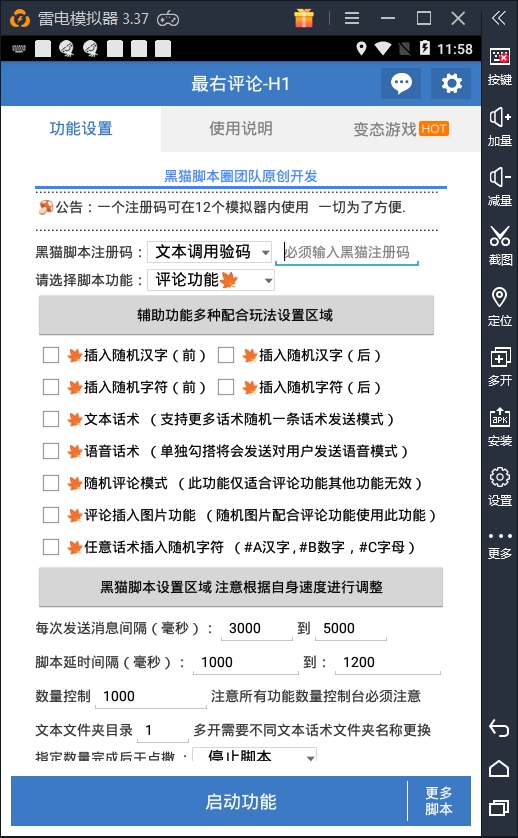 雷电模拟器 3.37
11:58
最右评论-H1
功能设置 使用说明 变态游戏 HOT
黑猫脚本圈团队原创开发
公告：一个注册码可在12个模拟器内使用 一切为了方便.
黑猫脚本注册码： 文本调用验码 必须输入黑猫注册码
请选择脚本功能： 评论功能🍁
辅助功能多种配合玩法设置区域
🍁插入随机汉字（前） 🍁插入随机汉字（后）
🍁插入随机字符（前） 🍁插入随机字符（后）
🍁文本话术 （支持更多话术随机一条话术发送模式）
🍁语音话术 （单独勾搭将会发送对用户发送语音模式）
🍁随机评论模式 （此功能仅适合评论功能其他功能无效）
🍁评论插入图片功能 （随机图片配合评论功能使用此功能）
🍁任意话术插入随机字符 （#A汉字,#B数字，#C字母）
黑猫脚本设置区域 注意根据自身速度进行调整
每次发送消息间隔（毫秒）： 3000 到 5000
脚本延时间隔（毫秒）： 1000 到： 1200
数量控制 1000 注意所有功能数量控制台必须注意
文本文件夹目录 1 多开需要不同文本话术文件夹名称更换
指定数量完成后干点撒： 停止脚本
启动功能 更多脚本
按键
加量
减量
截图
定位
多开
APK
安装
设置
更多